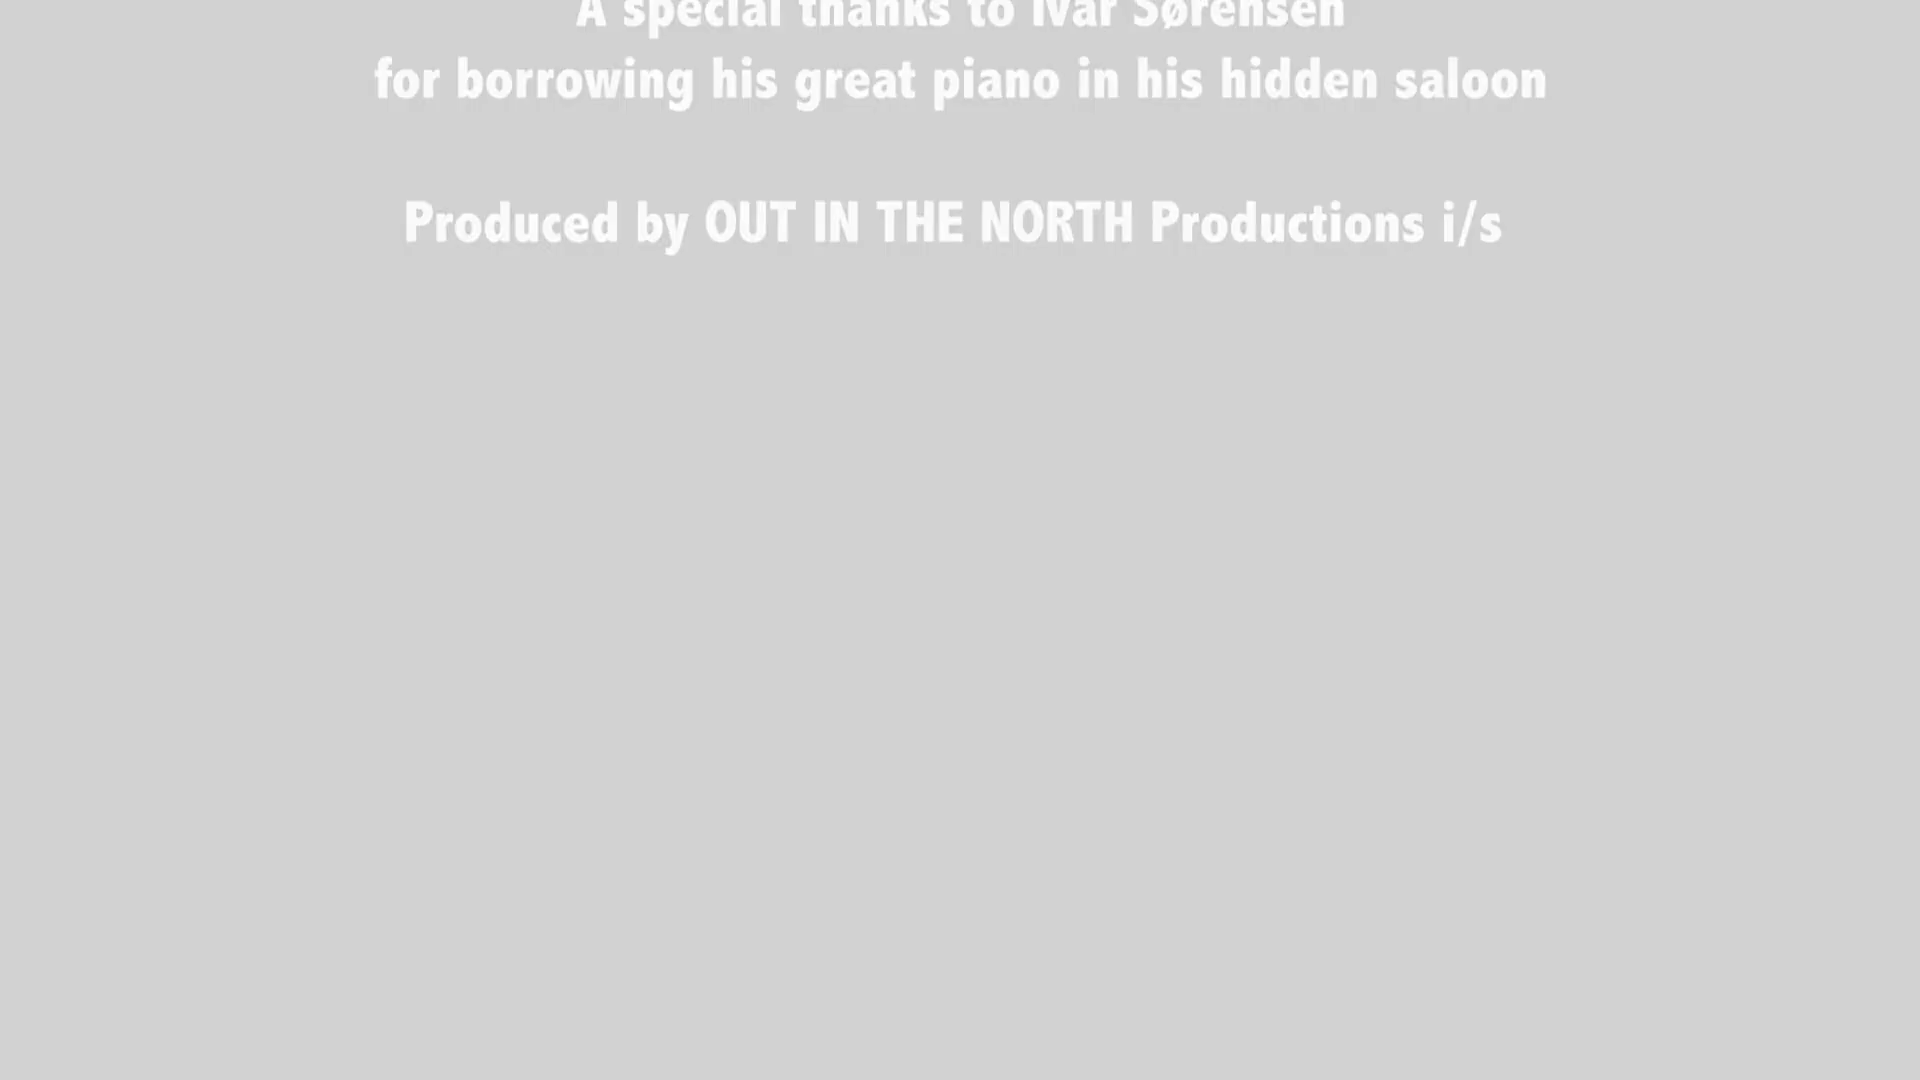 A special thanks to Ivar Sørensen
for borrowing his great piano in his hidden saloon
Produced by OUT IN THE NORTH Productions i/s